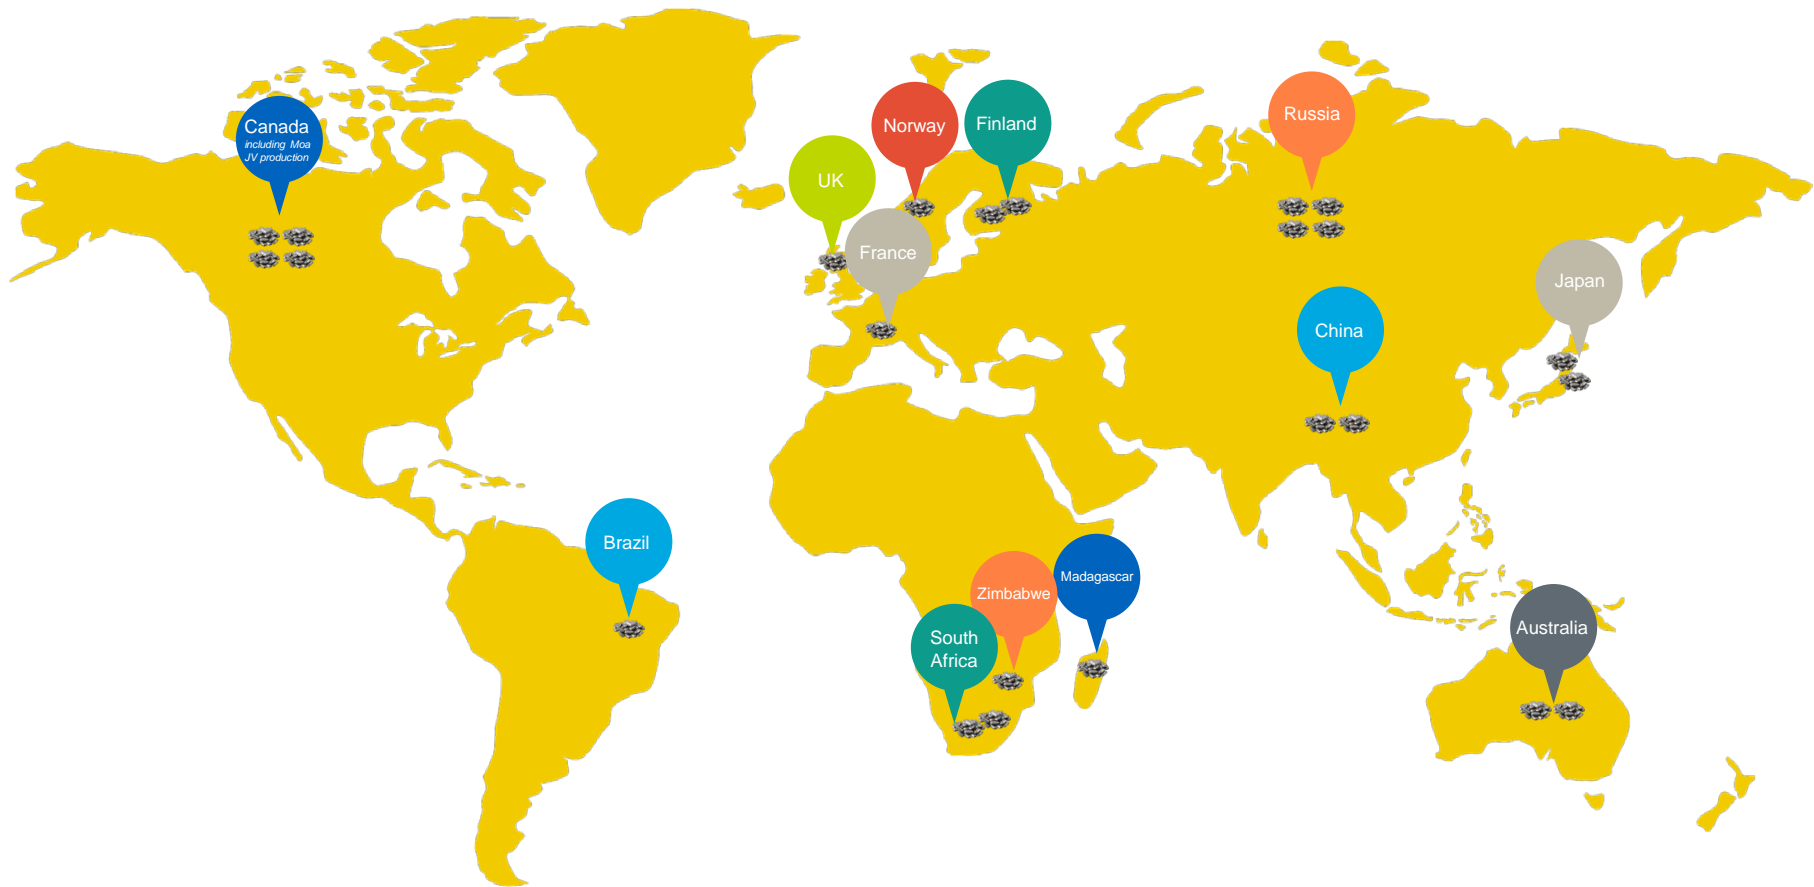 Canada
including Moa
JV production
UK
Norway
Finland
France
Russia
Japan
China
Brazil
Zimbabwe
Madagascar
South
Africa
Australia